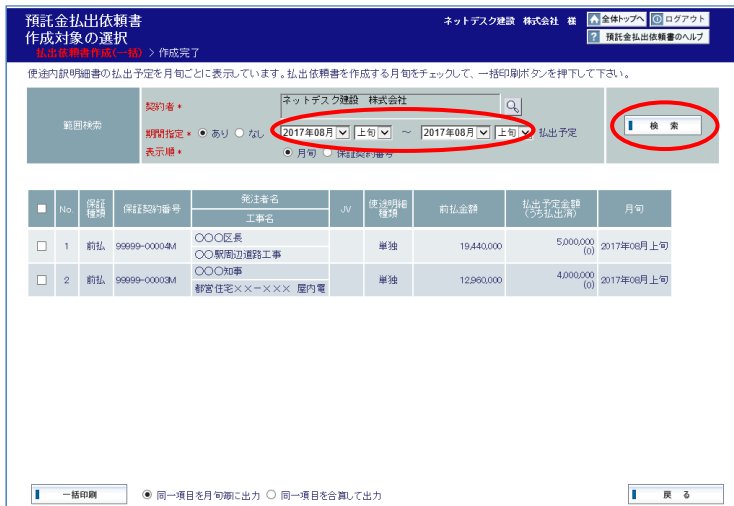 預託金払出依頼書
作成対象の選択
払出依頼書作成(一括) > 作成完了
ネットデスク建設 株式会社 様
全体トップへ
ログアウト
? 預託金払出依頼書のヘルプ
使途内訳明細書の払出予定を月旬ごとに表示しています。払出依頼書を作成する月旬をチェックして、一括印刷ボタンを押下して下さい。
範囲検索
契約者* ネットデスク建設 株式会社
期間指定* あり なし 2017年08月 上旬 ~ 2017年08月 上旬 払出予定
表示順* 月旬 保証契約番号
検 索
No. 保証種類 保証契約番号 発注者名 工事名 JV 使途明細種類 前払金額 払出予定金額(うち払出済) 月旬
1 前払 99999-00004M 〇〇〇区長 単独 19,440,000 5,000,000 2017年08月上旬
〇〇駅周辺道路工事 (0)
2 前払 99999-00003M 〇〇〇知事 単独 12,960,000 4,000,000 2017年08月上旬
都営住宅××-××× 屋内電 (0)
一括印刷 同一項目を月旬毎に出力 同一項目を合算して出力 戻 る